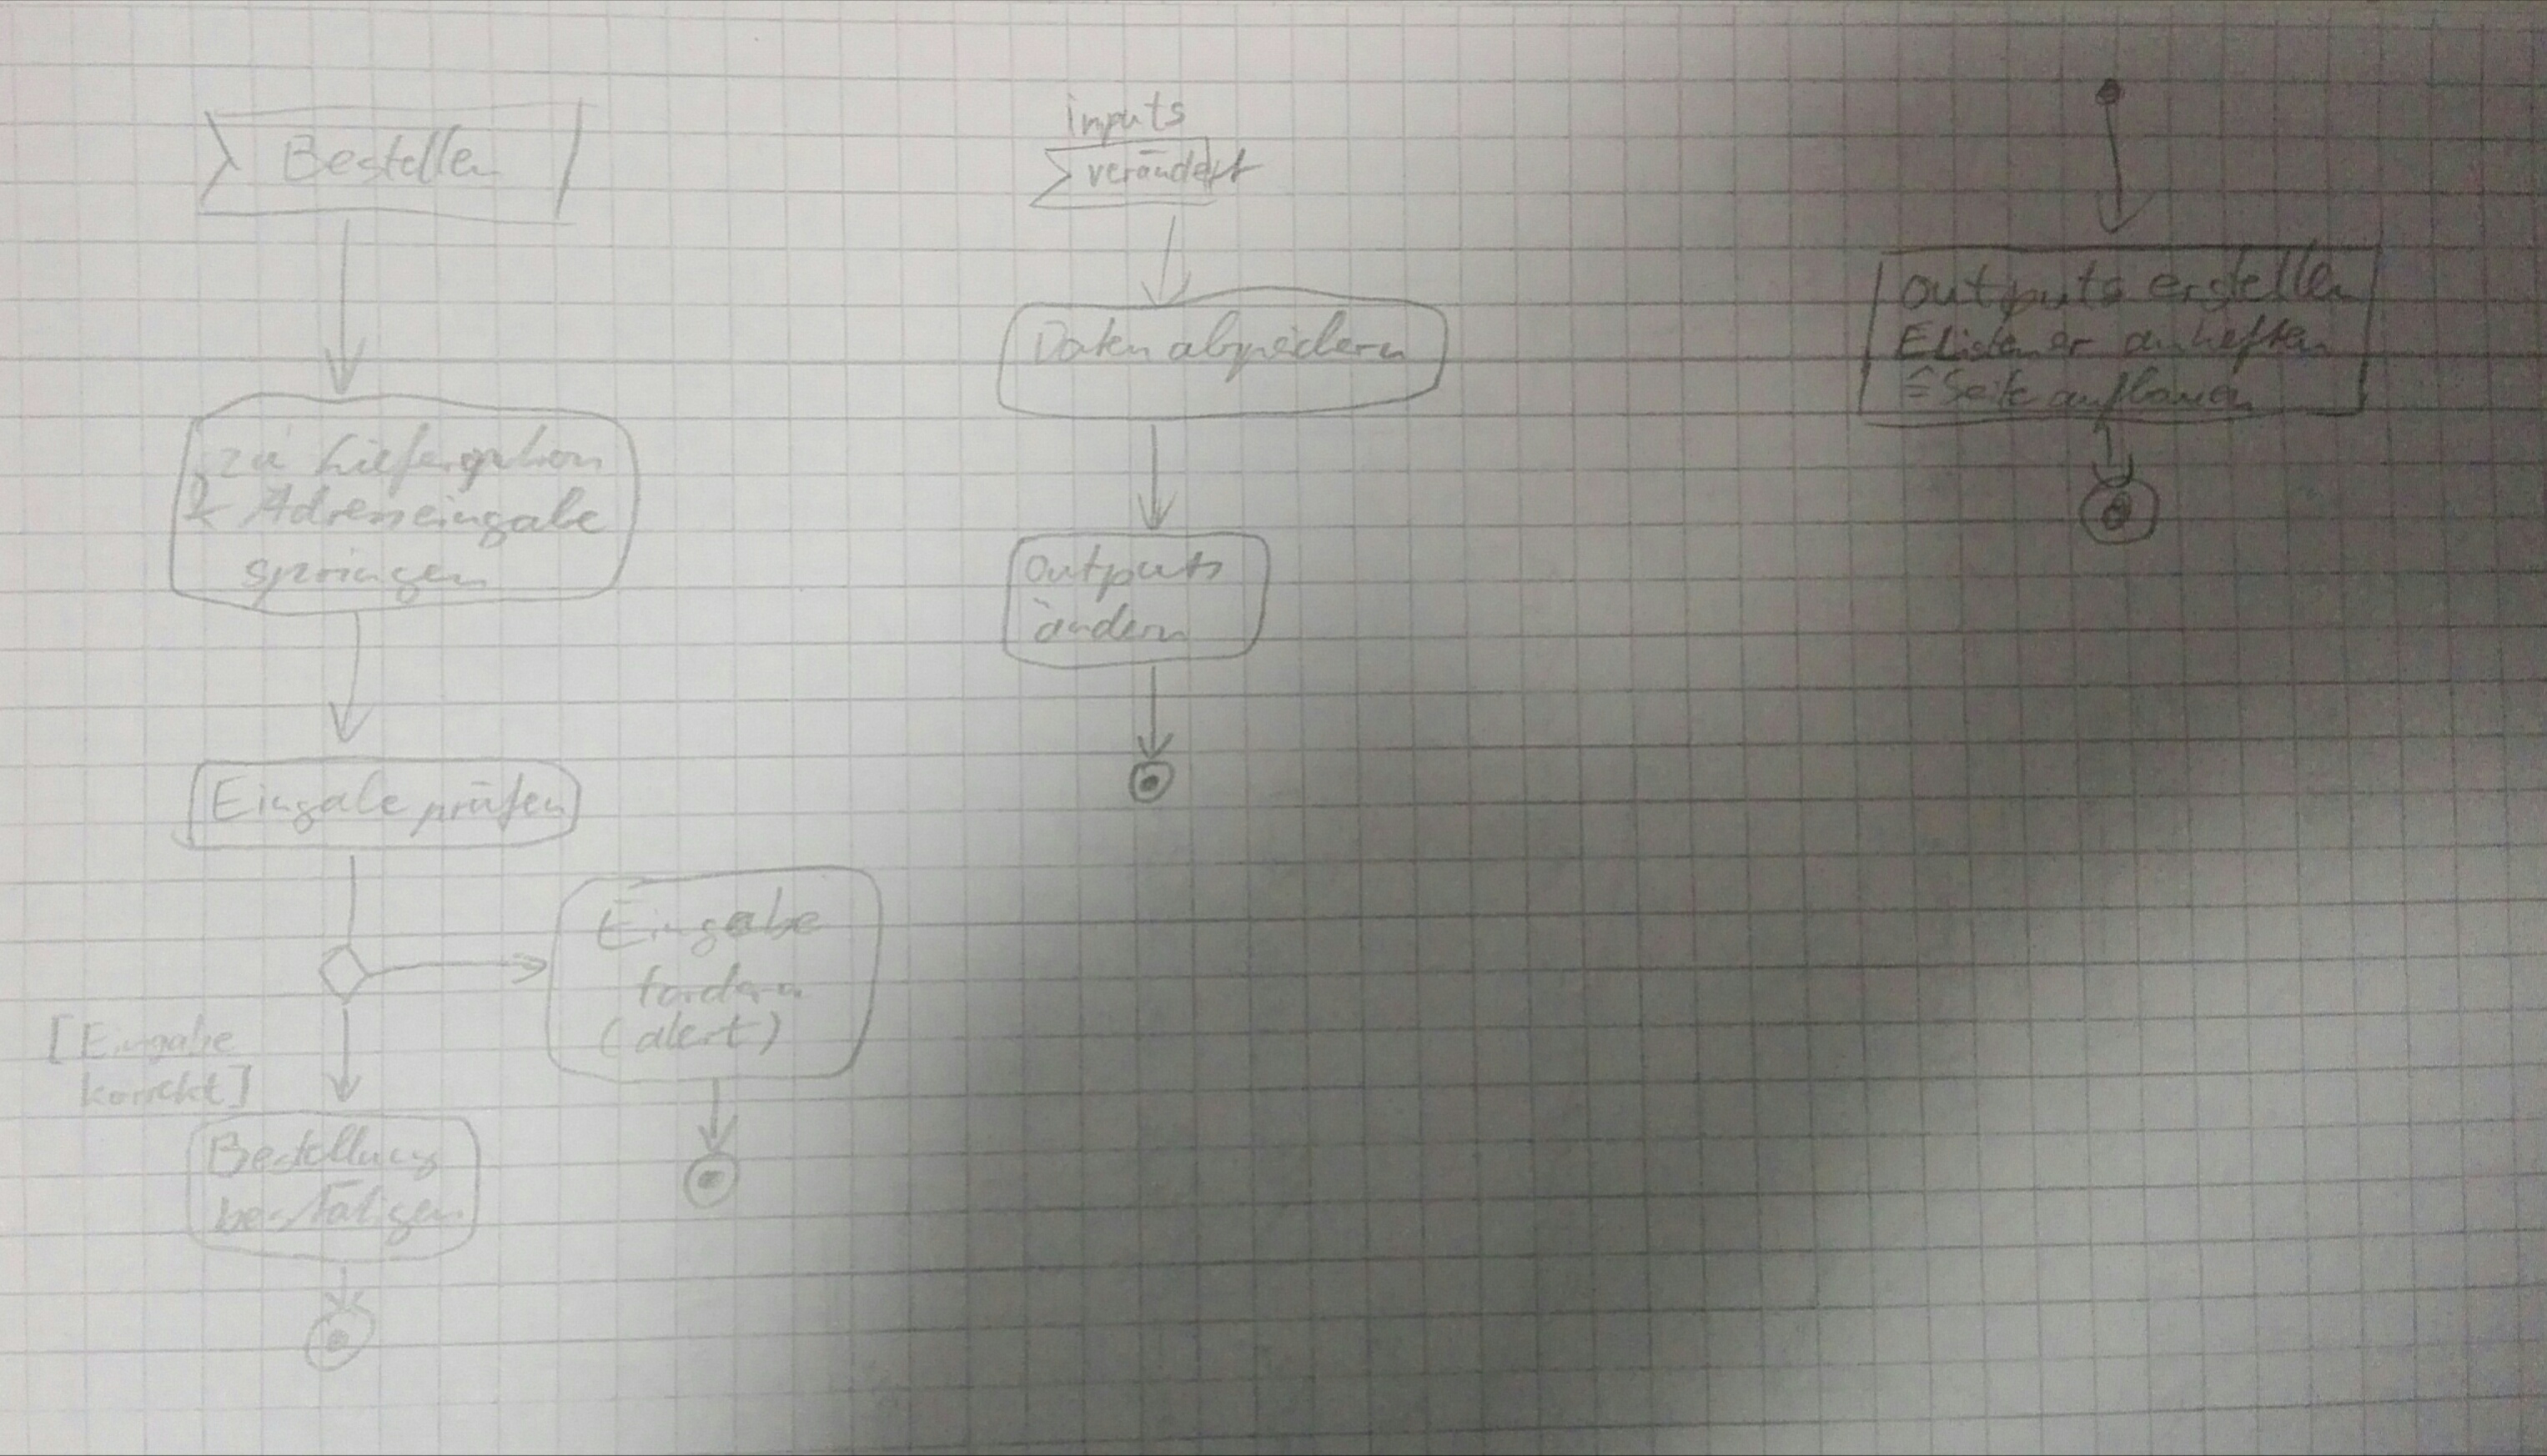 Bestellen
zu Lieferoption
& Adresseingabe
springen
Eingabe prüfen
Eingabe
fordern
(alert)
[Eingabe
korrekt]
Bestellung
bestätigen
inputs
verändert
Daten abspeichern
Outputs
ändern
Outputs erstellen
EListener anheften
≙ Seite aufbauen